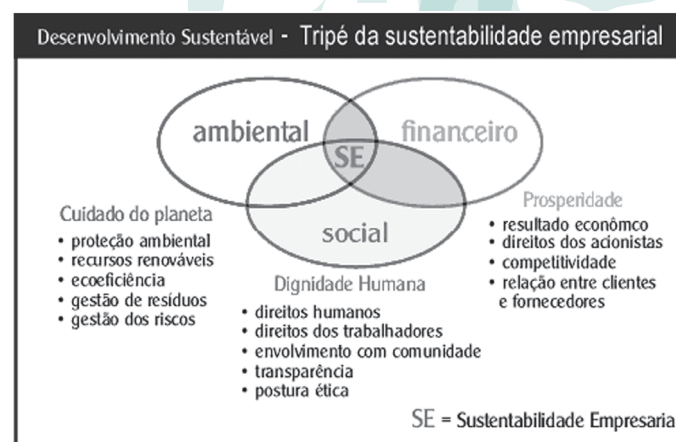 Desenvolvimento Sustentável - Tripé da sustentabilidade empresarial
ambiental
financeiro
SE
social
Cuidado do planeta
• proteção ambiental
• recursos renováveis
• ecoeficiência
• gestão de resíduos
• gestão dos riscos
Dignidade Humana
• direitos humanos
• direitos dos trabalhadores
• envolvimento com comunidade
• transparência
• postura ética
Prosperidade
• resultado econômco
• direitos dos acionistas
• competitividade
• relação entre clientes
e fornecedores
SE = Sustentabilidade Empresaria